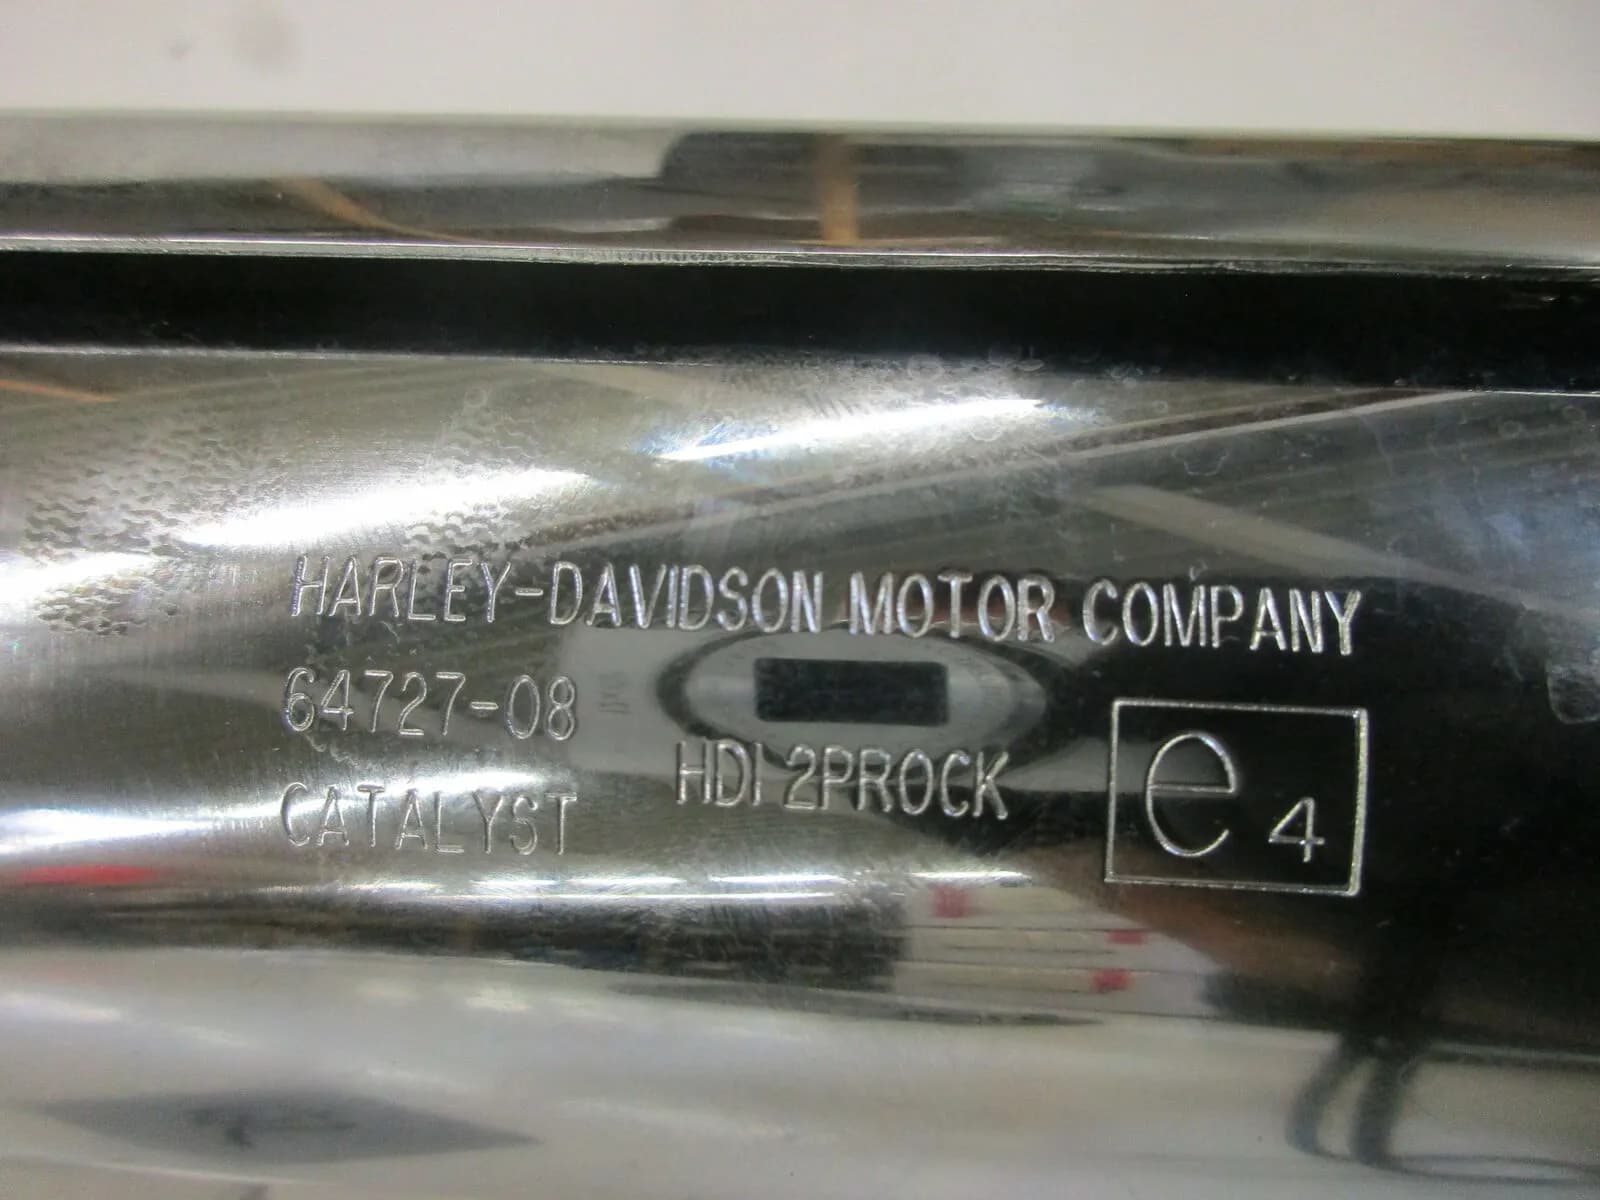 HARLEY-DAVIDSON MOTOR COMPANY
64727-08
HDI 2PROCK
CATALYST
e4